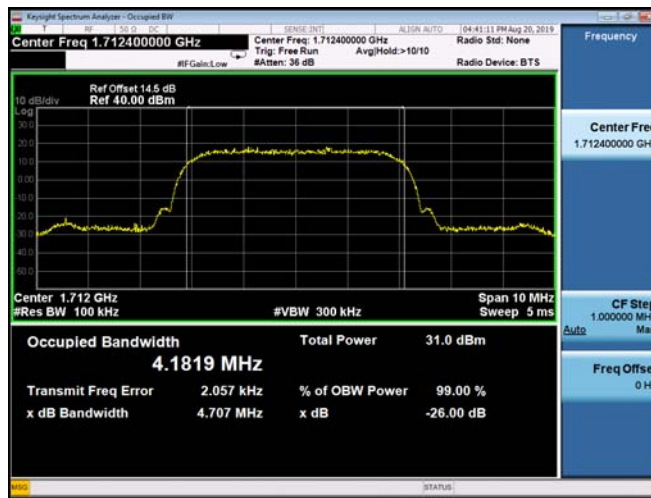 Keysight Spectrum Analyzer - Occupied BW
T RF 50 Ω DC SENSE:INT ALIGN AUTO 04:41:11 PM Aug 20, 2019
Center Freq 1.712400000 GHz Center Freq: 1.712400000 GHz Radio Std: None Frequency
Trig: Free Run Avg|Hold:>10/10
#IFGain:Low #Atten: 36 dB Radio Device: BTS
Ref Offset 14.5 dB
10 dB/div Ref 40.00 dBm
Log
30.0
20.0
10.0
0.00
-10.0
-20.0
-30.0
-40.0
-50.0
Center Fre
1.712400000 GH
Center 1.712 GHz Span 10 MHz
#Res BW 100 kHz #VBW 300 kHz Sweep 5 ms
CF Step
1.000000 MH
Auto Ma
Occupied Bandwidth Total Power 31.0 dBm
4.1819 MHz
Transmit Freq Error 2.057 kHz % of OBW Power 99.00 %
x dB Bandwidth 4.707 MHz x dB -26.00 dB
Freq Offse
0 H
MSG STATUS